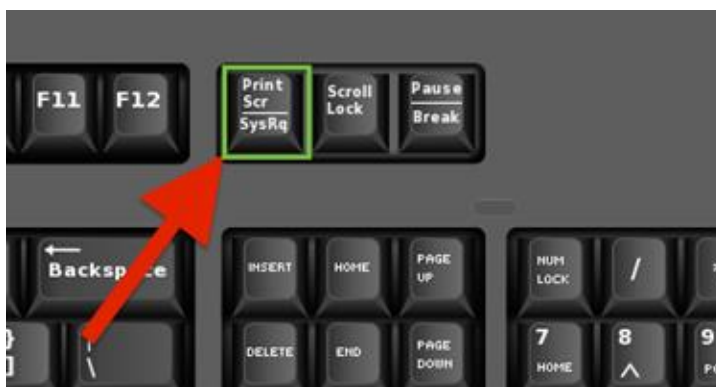 F11
F12
Print
Scr
SysRq
Scroll
Lock
Pause
Break
Backsp ce
INSERT
HOME
PAGE
UP
NUM
LOCK
/
}
]
|
\
DELETE
END
PAGE
DOWN
7
HOME
8
9